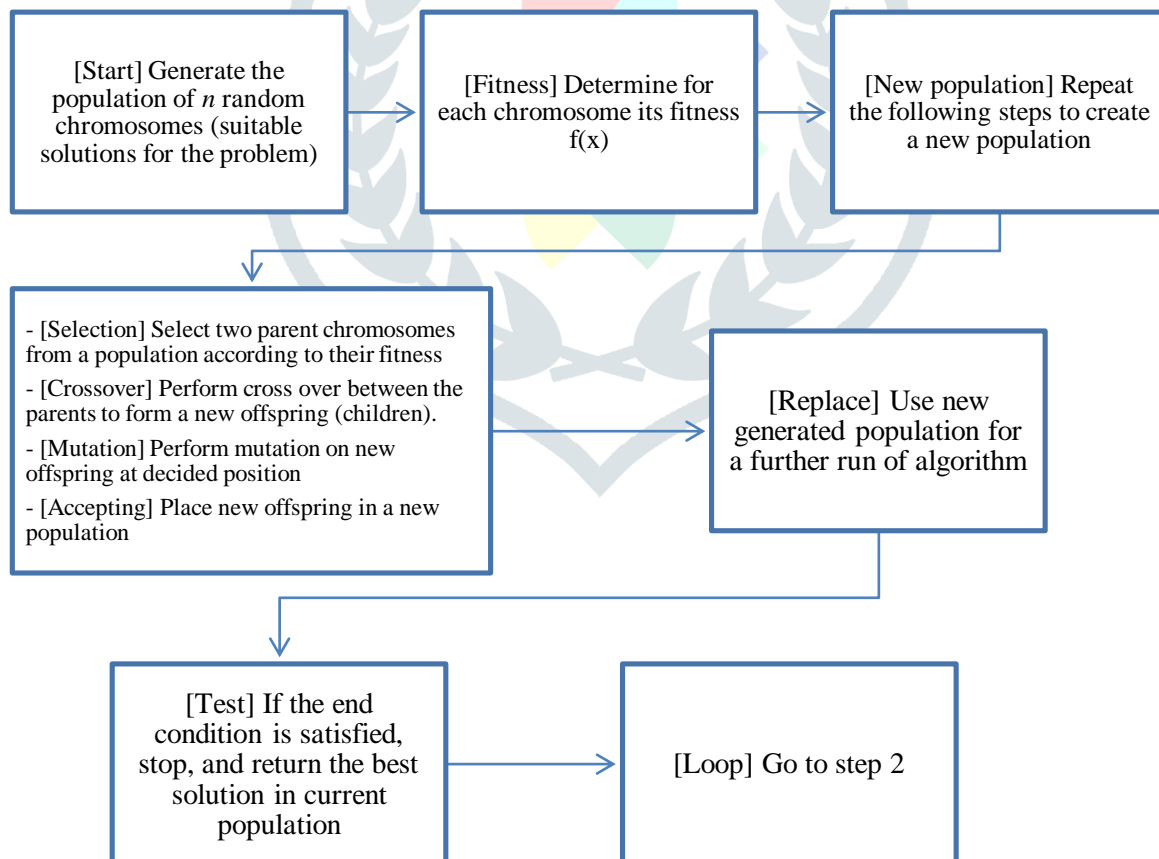 [Start] Generate the
population of n random
chromosomes (suitable
solutions for the problem)
[Fitness] Determine for
each chromosome its fitness
f(x)
[New population] Repeat
the following steps to create
a new population
- [Selection] Select two parent chromosomes
from a population according to their fitness
- [Crossover] Perform cross over between the
parents to form a new offspring (children).
- [Mutation] Perform mutation on new
offspring at decided position
- [Accepting] Place new offspring in a new
population
[Replace] Use new
generated population for
a further run of algorithm
[Test] If the end
condition is satisfied,
stop, and return the best
solution in current
population
[Loop] Go to step 2